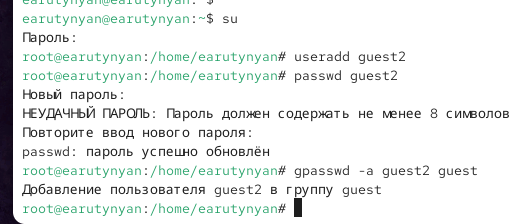 earutynyan@earutynyan:~$
earutynyan@earutynyan:~$ su
Пароль:
root@earutynyan:/home/earutynyan# useradd guest2
root@earutynyan:/home/earutynyan# passwd guest2
Новый пароль:
НЕУДАЧНЫЙ ПАРОЛЬ: Пароль должен содержать не менее 8 символов
Повторите ввод нового пароля:
passwd: пароль успешно обновлён
root@earutynyan:/home/earutynyan# gpasswd -a guest2 guest
Добавление пользователя guest2 в группу guest
root@earutynyan:/home/earutynyan#